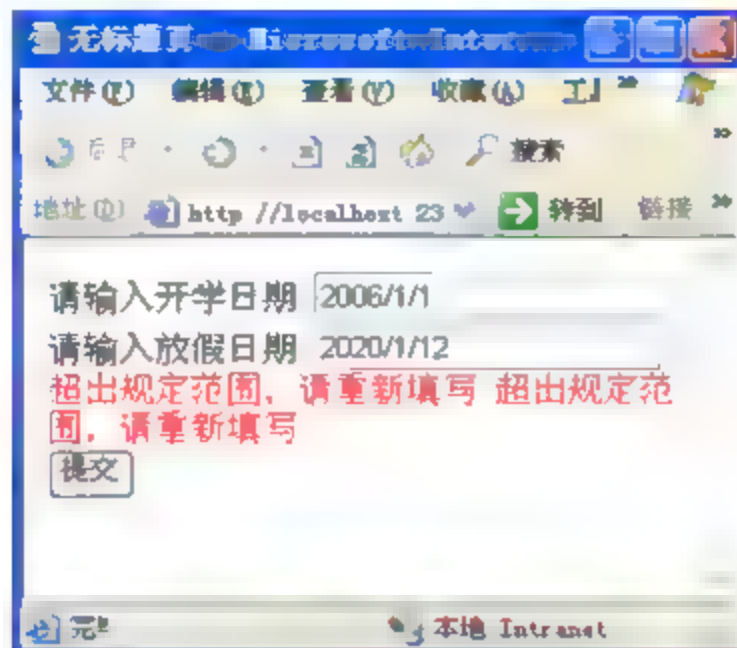 无标题页
文件(F) 编辑(E) 查看(V) 收藏(A) 工
搜索
地址(D) http //localhost 23 转到 链接
请输入开学日期 2006/1/1
请输入放假日期 2020/1/12
超出规定范围，请重新填写 超出规定范
围，请重新填写
提交
本地 Intranet